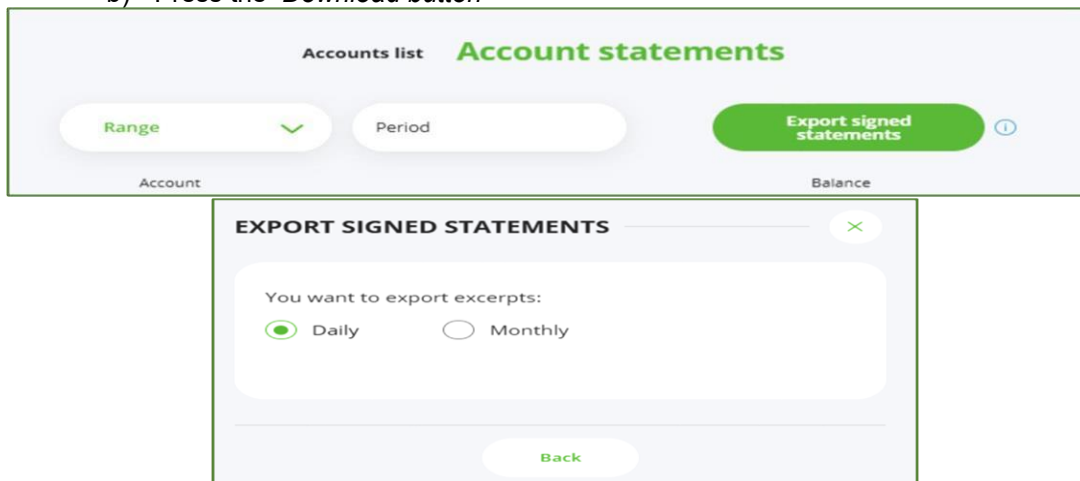 b) Press the "Download button"
Accounts list Account statements
Range Period Export signed statements
Account Balance
EXPORT SIGNED STATEMENTS
You want to export excerpts:
Daily Monthly
Back